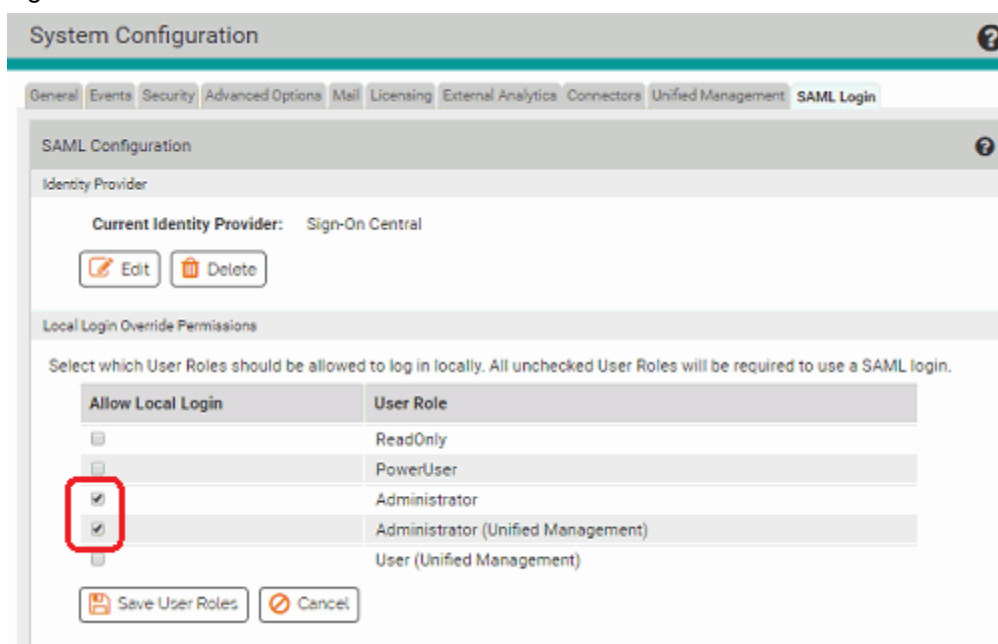 System Configuration
General Events Security Advanced Options Mail Licensing External Analytics Connectors Unified Management SAML Login
SAML Configuration
Identity Provider
Current Identity Provider: Sign-On Central
Edit Delete
Local Login Override Permissions
Select which User Roles should be allowed to log in locally. All unchecked User Roles will be required to use a SAML login.
Allow Local Login User Role
ReadOnly
PowerUser
Administrator
Administrator (Unified Management)
User (Unified Management)
Save User Roles Cancel